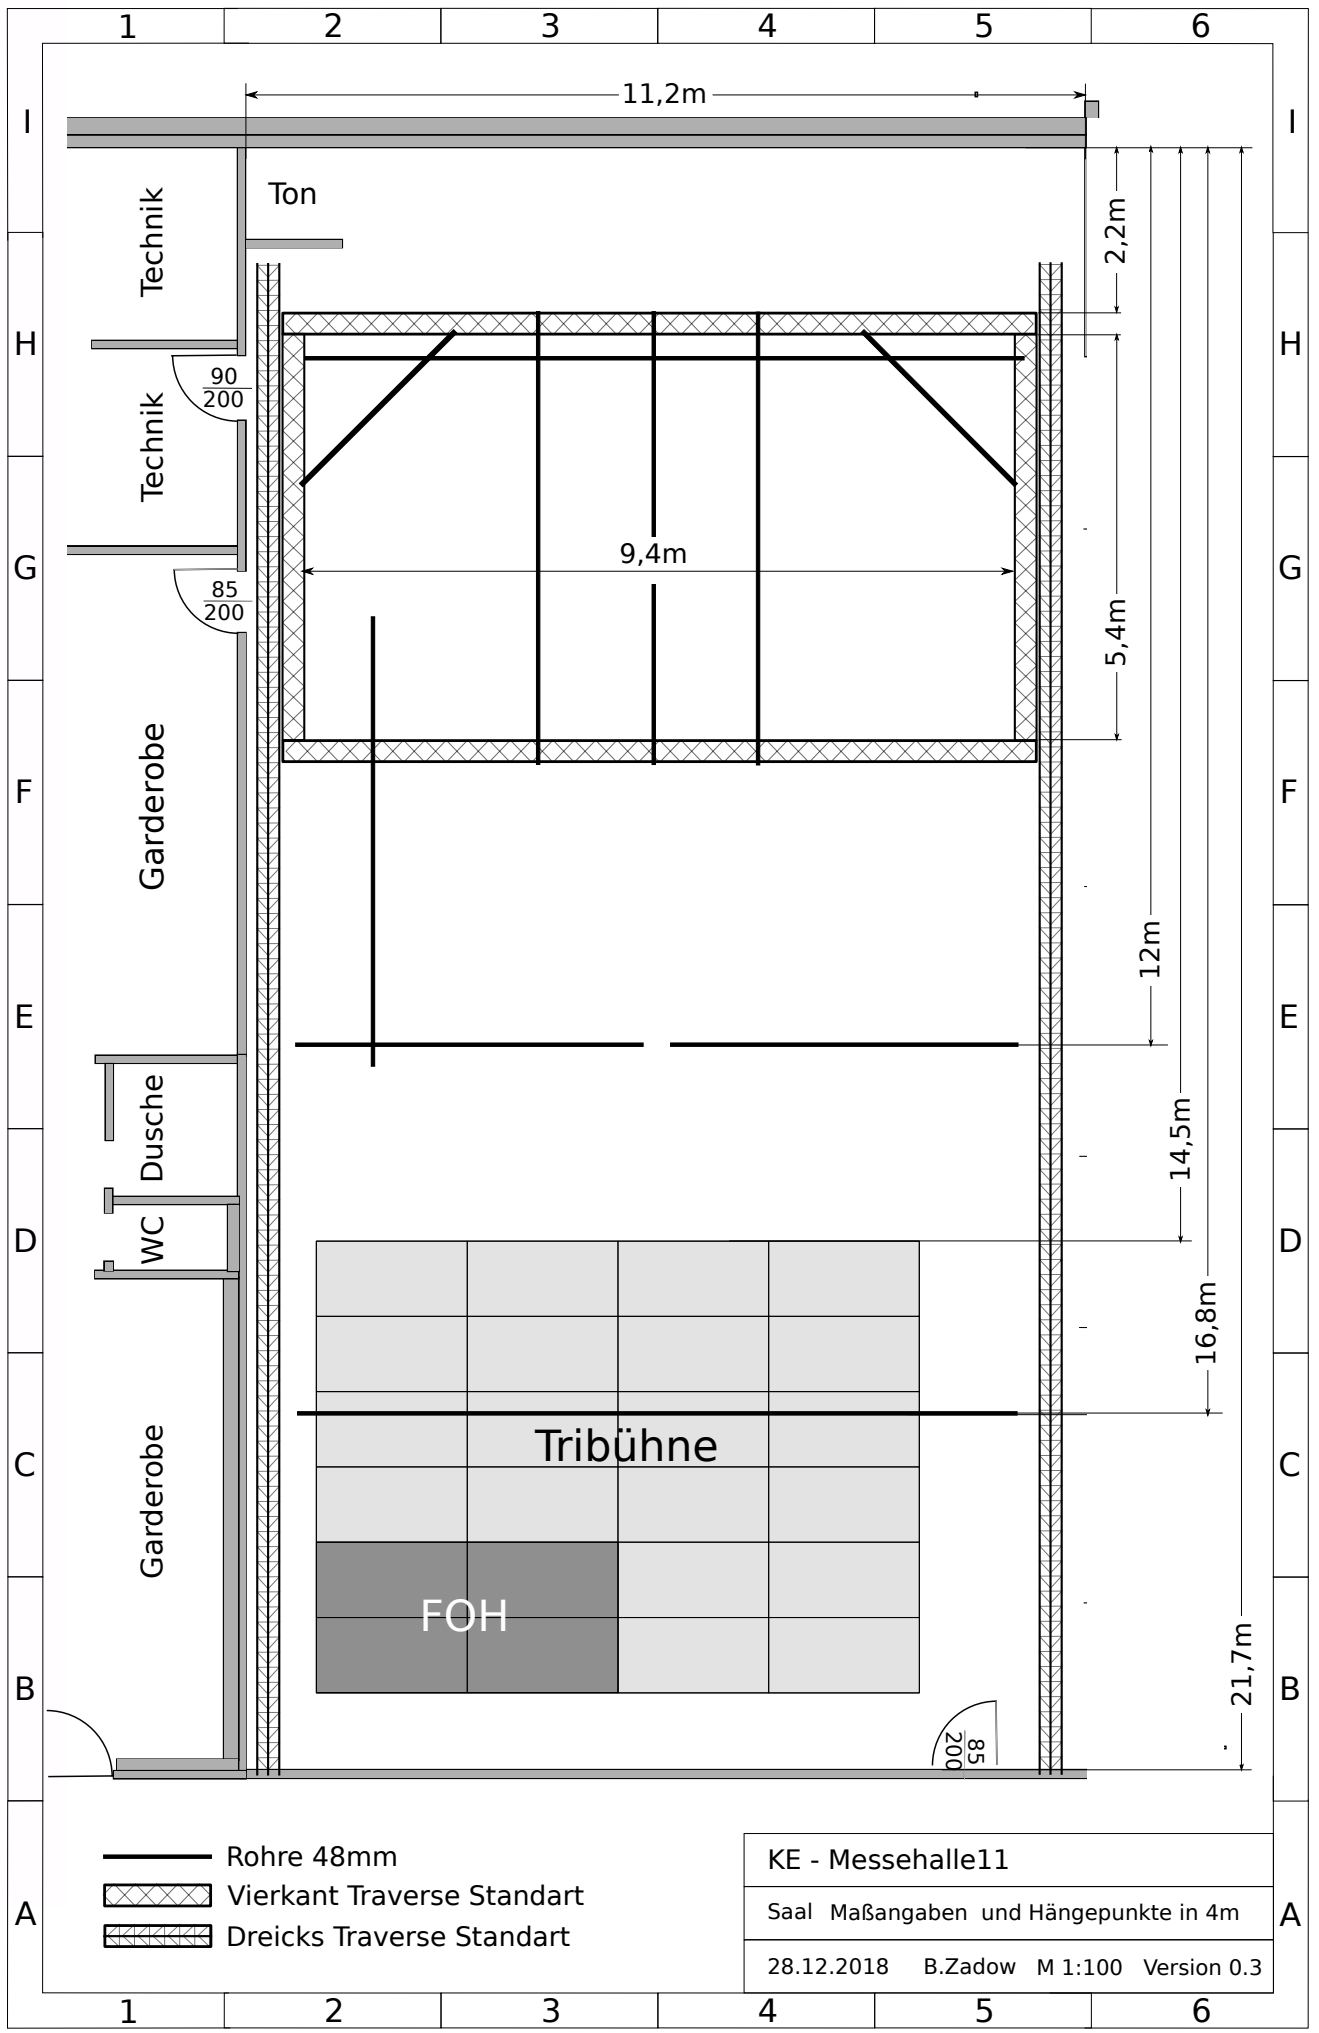 1 2 3 4 5 6
11,2m
I I
Ton
Technik
2,2m
H H
90
200
Technik
9,4m
G G
85
200
5,4m
Garderobe
F F
12m
E E
Dusche
14,5m
WC
D D
16,8m
Tribühne
C C
Garderobe
FOH
21,7m
B B
85
200
Rohre 48mm
Vierkant Traverse Standart
Dreicks Traverse Standart
KE - Messehalle11
Saal Maßangaben und Hängepunkte in 4m
28.12.2018 B.Zadow M 1:100 Version 0.3
A A
1 2 3 4 5 6